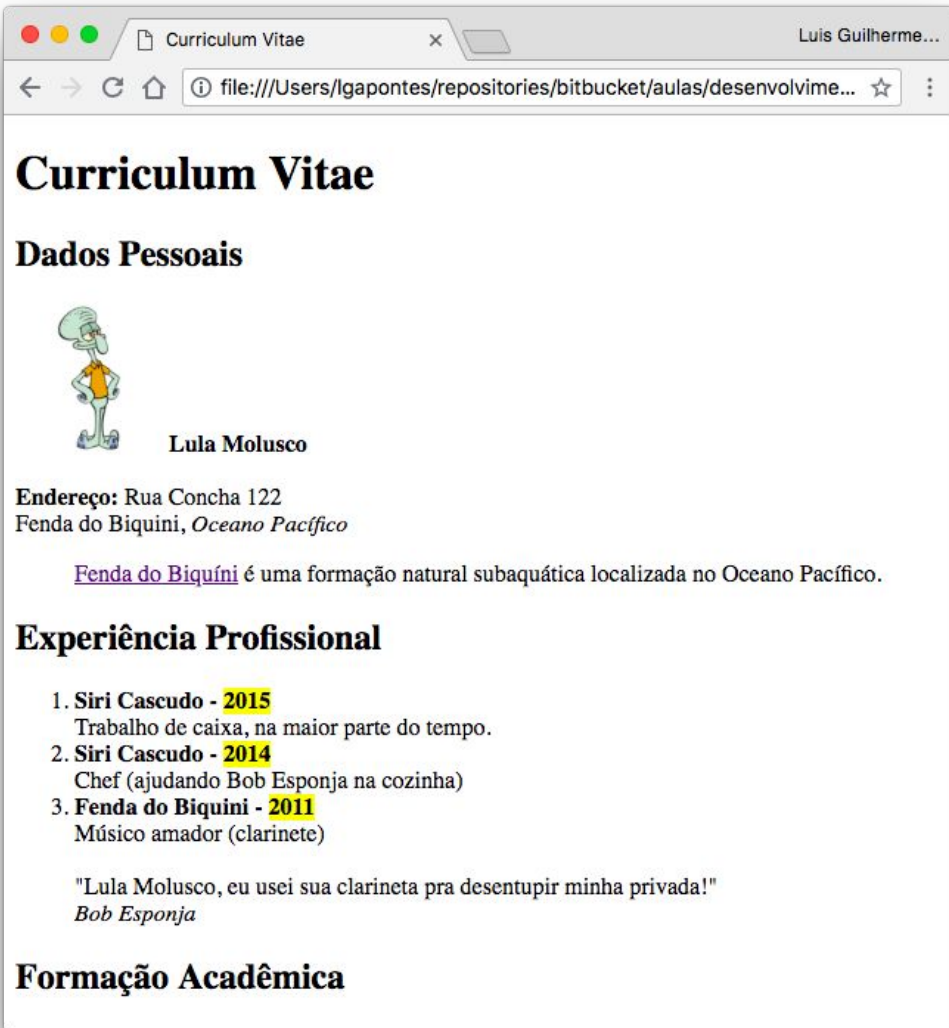 Curriculum Vitae
Luis Guilherme...
file:///Users/lgapontes/repositories/bitbucket/aulas/desenvolvime...
Curriculum Vitae
Dados Pessoais
Lula Molusco
Endereço: Rua Concha 122
Fenda do Biquini, Oceano Pacífico
Fenda do Biquíni é uma formação natural subaquática localizada no Oceano Pacífico.
Experiência Profissional
1. Siri Cascudo - 2015
Trabalho de caixa, na maior parte do tempo.
2. Siri Cascudo - 2014
Chef (ajudando Bob Esponja na cozinha)
3. Fenda do Biquini - 2011
Músico amador (clarinete)
"Lula Molusco, eu usei sua clarineta pra desentupir minha privada!"
Bob Esponja
Formação Acadêmica